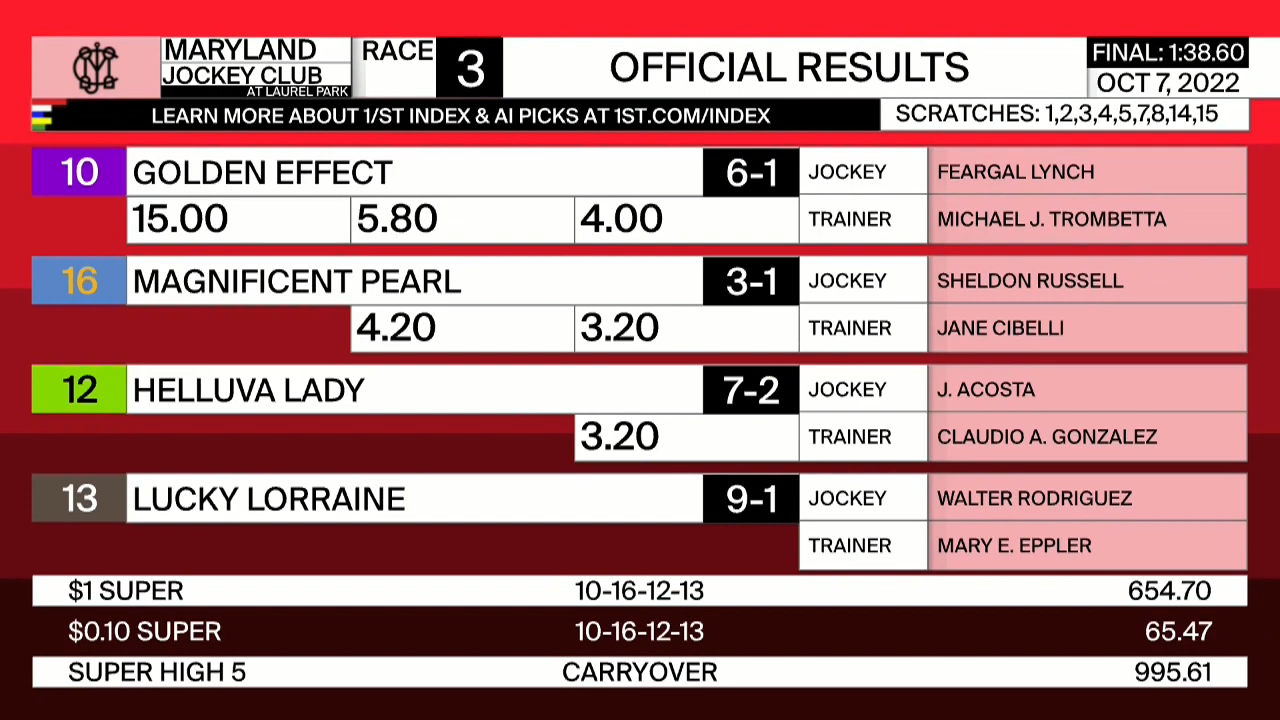 MARYLAND
JOCKEY CLUB
AT LAUREL PARK
RACE 3
OFFICIAL RESULTS
FINAL: 1:38.60
OCT 7, 2022
LEARN MORE ABOUT 1/ST INDEX & AI PICKS AT 1ST.COM/INDEX
SCRATCHES: 1,2,3,4,5,7,8,14,15
10 GOLDEN EFFECT 6-1 JOCKEY FEARGAL LYNCH
15.00 5.80 4.00 TRAINER MICHAEL J. TROMBETTA
16 MAGNIFICENT PEARL 3-1 JOCKEY SHELDON RUSSELL
4.20 3.20 TRAINER JANE CIBELLI
12 HELLUVA LADY 7-2 JOCKEY J. ACOSTA
3.20 TRAINER CLAUDIO A. GONZALEZ
13 LUCKY LORRAINE 9-1 JOCKEY WALTER RODRIGUEZ
TRAINER MARY E. EPPLER
$1 SUPER 10-16-12-13 654.70
$0.10 SUPER 10-16-12-13 65.47
SUPER HIGH 5 CARRYOVER 995.61